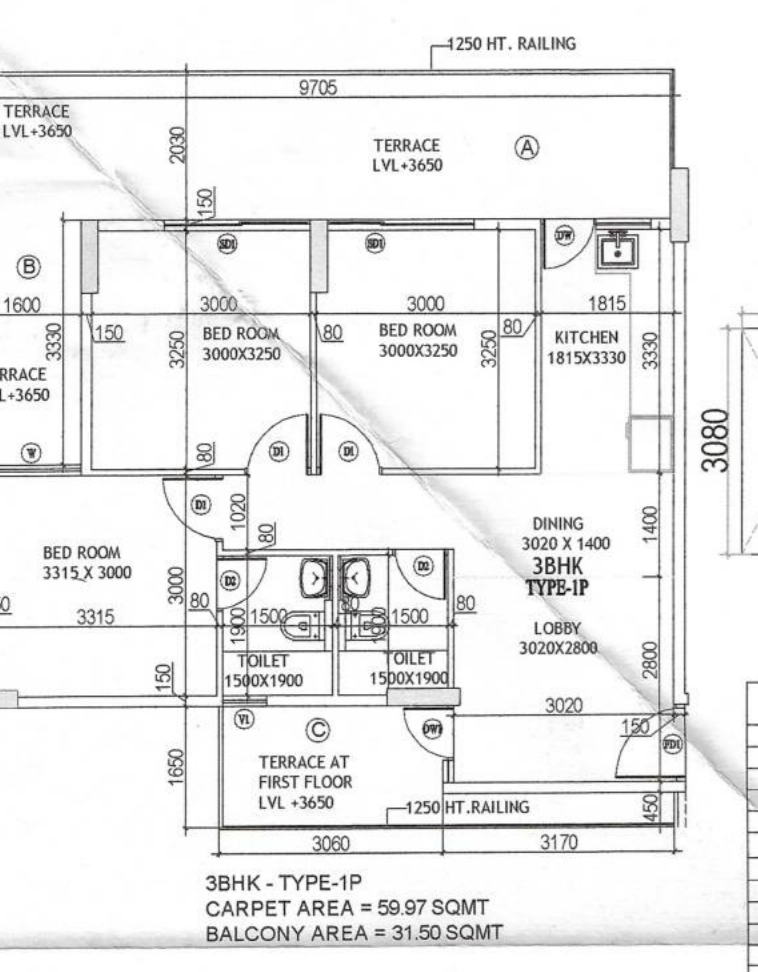 1250 HT. RAILING
9705
TERRACE
LVL+3650
2030
TERRACE
LVL+3650
A
150
SD1
SD1
DW
B
1600
3000
3000
1815
150
80
80
3330
3250
BED ROOM
3000X3250
BED ROOM
3000X3250
3250
KITCHEN
1815X3330
3330
RRACE
L+3650
W
80
D1
D1
3080
D1
1020
80
DINING
3020 X 1400
1400
3BHK
TYPE-1P
BED ROOM
3315 X 3000
3000
D2
D2
80
3315
1500
1900
1500
1900
80
LOBBY
3020X2800
2800
TOILET
1500X1900
TOILET
1500X1900
150
3020
150
V1
C
FD1
1650
TERRACE AT
FIRST FLOOR
LVL +3650
1250 HT.RAILING
450
3060
3170
3BHK - TYPE-1P
CARPET AREA = 59.97 SQMT
BALCONY AREA = 31.50 SQMT